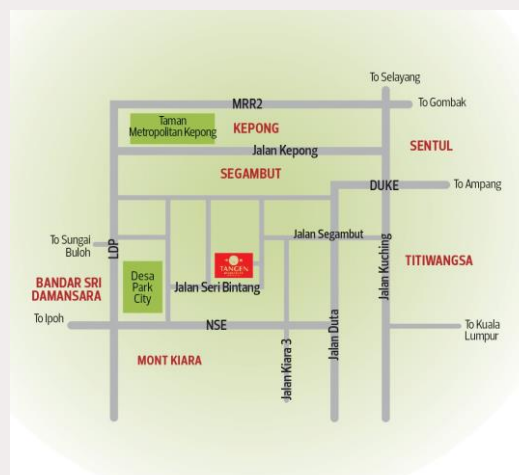 To Selayang
MRR2
To Gombak
Taman
Metropolitan Kepong
KEPONG
SENTUL
Jalan Kepong
SEGAMBUT
DUKE
To Ampang
Jalan Segambut
To Sungai
Buloh
LDP
TANGEN
TITIWANGSA
BANDAR SRI
DAMANSARA
Desa
Park
City
Jalan Seri Bintang
Jalan Kuching
To Ipoh
NSE
To Kuala
Lumpur
Jalan Duta
MONT KIARA
Jalan Kiara 3